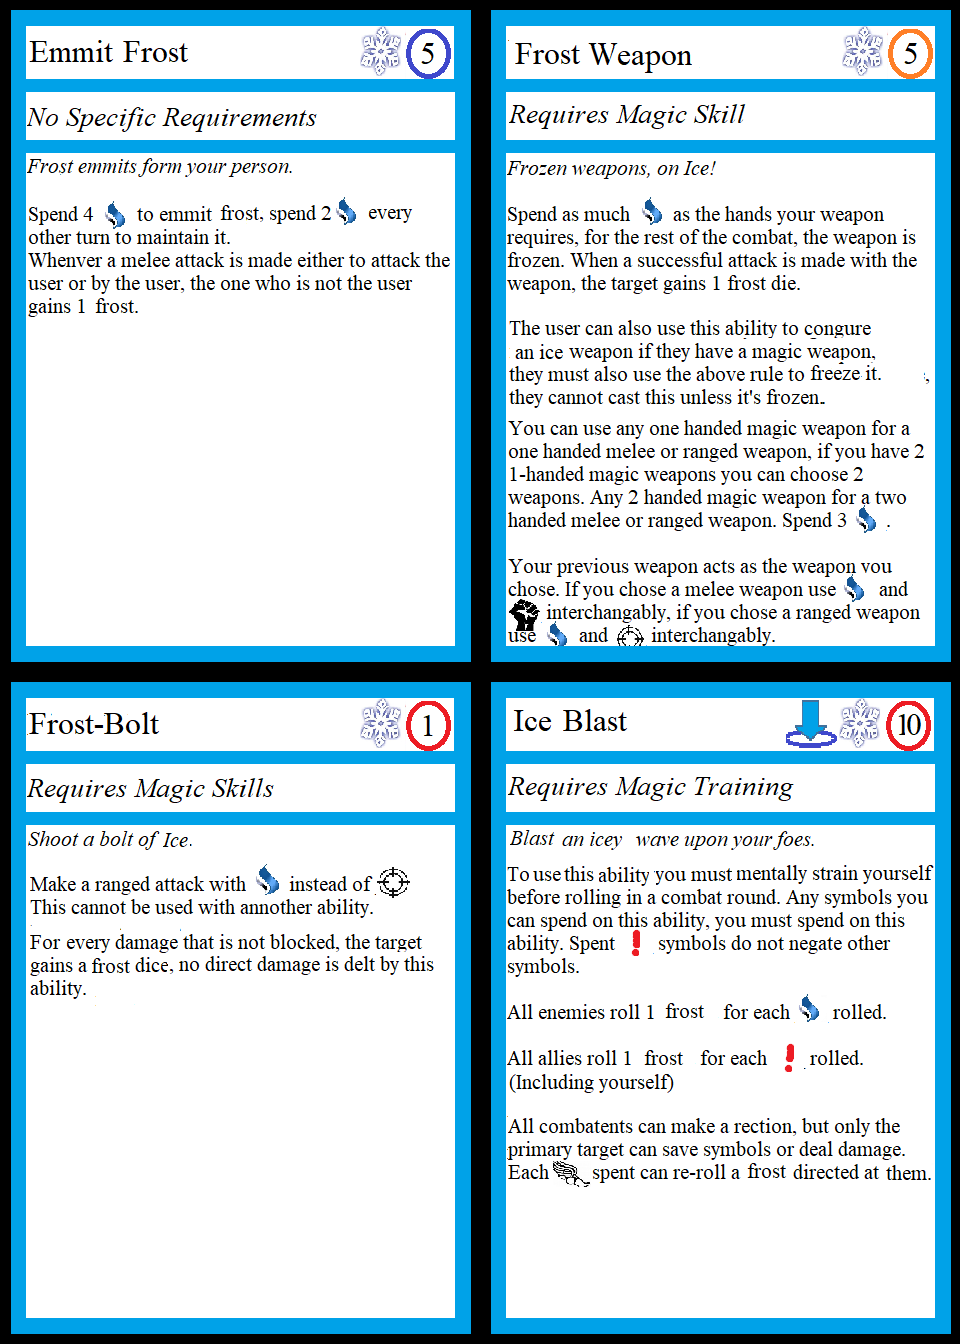 Emmit Frost 5
No Specific Requirements
Frost emmits form your person.
Spend 4 to emmit frost, spend 2 every
other turn to maintain it.
Whenver a melee attack is made either to attack the
user or by the user, the one who is not the user
gains 1 frost.
Frost Weapon 5
Requires Magic Skill
Frozen weapons, on Ice!
Spend as much as the hands your weapon
requires, for the rest of the combat, the weapon is
frozen. When a successful attack is made with the
weapon, the target gains 1 frost die.
The user can also use this ability to congure
an ice weapon if they have a magic weapon,
they must also use the above rule to freeze it. ,
they cannot cast this unless it's frozen.
You can use any one handed magic weapon for a
one handed melee or ranged weapon, if you have 2
1-handed magic weapons you can choose 2
weapons. Any 2 handed magic weapon for a two
handed melee or ranged weapon. Spend 3 .
Your previous weapon acts as the weapon you
chose. If you chose a melee weapon use and
interchangably, if you chose a ranged weapon
use and interchangably.
Frost-Bolt 1
Requires Magic Skills
Shoot a bolt of Ice.
Make a ranged attack with instead of
This cannot be used with annother ability.
For every damage that is not blocked, the target
gains a frost dice, no direct damage is delt by this
ability.
Ice Blast 10
Requires Magic Training
Blast an icey wave upon your foes.
To use this ability you must mentally strain yourself
before rolling in a combat round. Any symbols you
can spend on this ability, you must spend on this
ability. Spent ! symbols do not negate other
symbols.
All enemies roll 1 frost for each rolled.
All allies roll 1 frost for each ! rolled.
(Including yourself)
All combatents can make a rection, but only the
primary target can save symbols or deal damage.
Each spent can re-roll a frost directed at them.